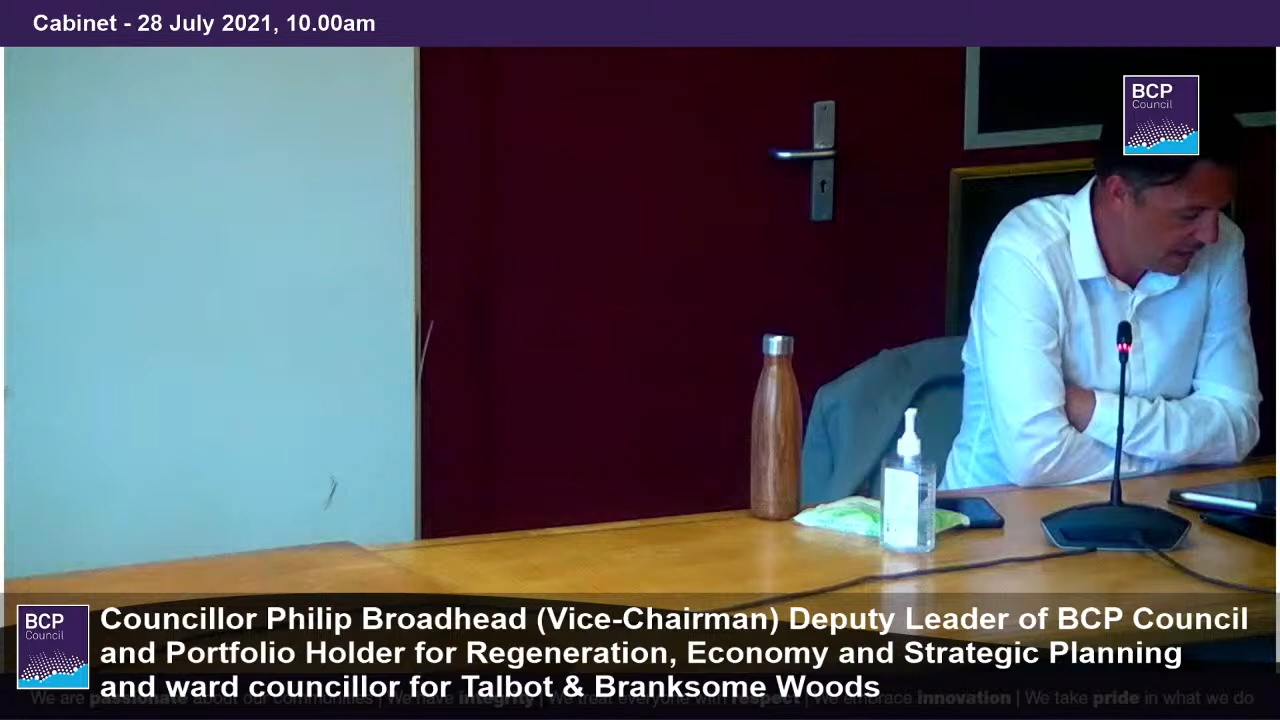 Cabinet - 28 July 2021, 10.00am
BCP
Council
BCP
Council
Councillor Philip Broadhead (Vice-Chairman) Deputy Leader of BCP Council
and Portfolio Holder for Regeneration, Economy and Strategic Planning
and ward councillor for Talbot & Branksome Woods
We are passionate about our communities | We have integrity | We treat everyone with respect | We embrace innovation | We take pride in what we do